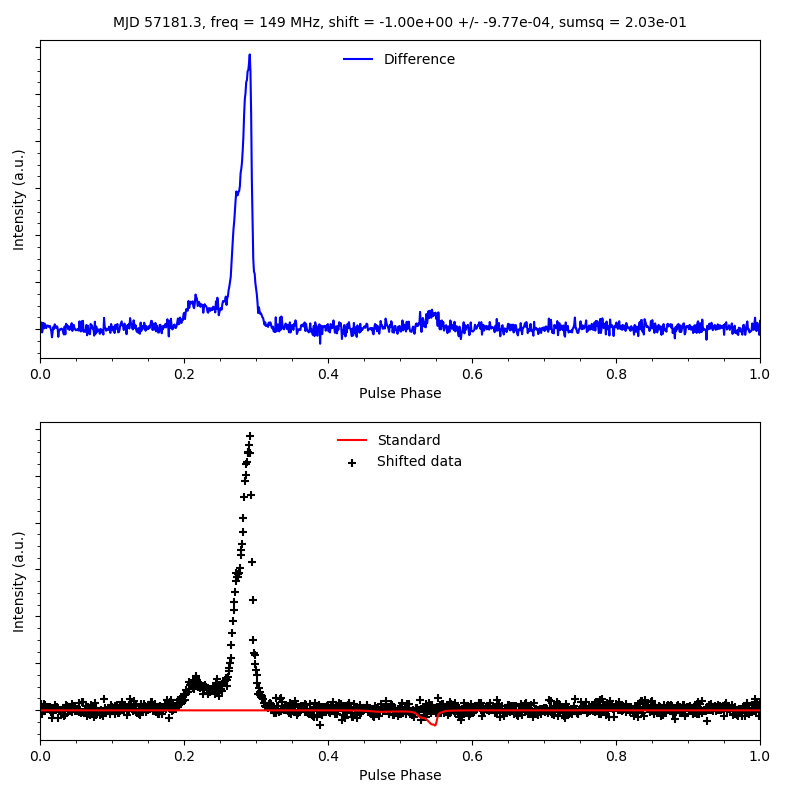 MJD 57181.3, freq = 149 MHz, shift = -1.00e+00 +/- -9.77e-04, sumsq = 2.03e-01
Difference
Intensity (a.u.)
0.0 0.2 0.4 0.6 0.8 1.0
Pulse Phase
Standard
Shifted data
Intensity (a.u.)
0.0 0.2 0.4 0.6 0.8 1.0
Pulse Phase